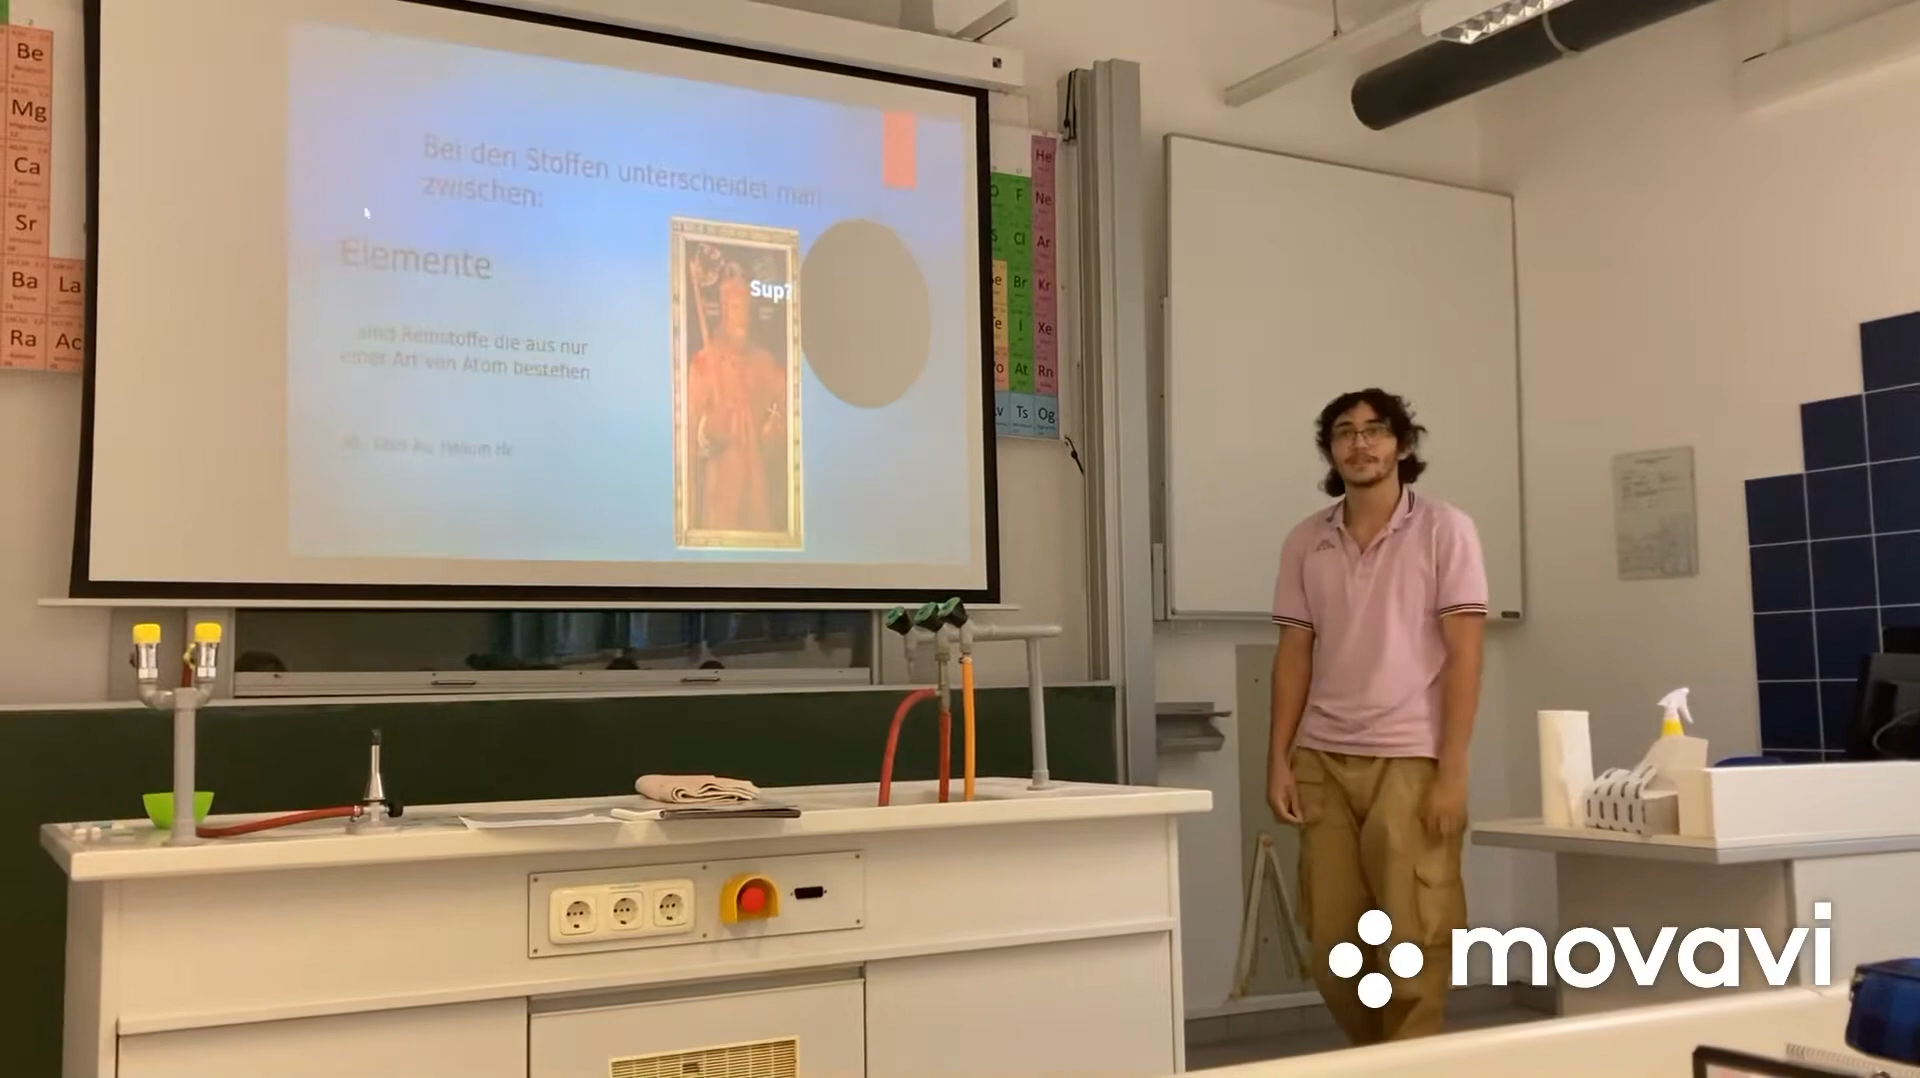 Be
Mg
Ca
Sr
Ba La
Ra Ac
Bei den Stoffen unterscheidet man
zwischen:
Elemente
sind Reinstoffe die aus nur
einer Art von Atom bestehen
Helium He
Sup?
He
F Ne
Cl Ar
Br Kr
I Xe
At Rn
Ts Og
movavi